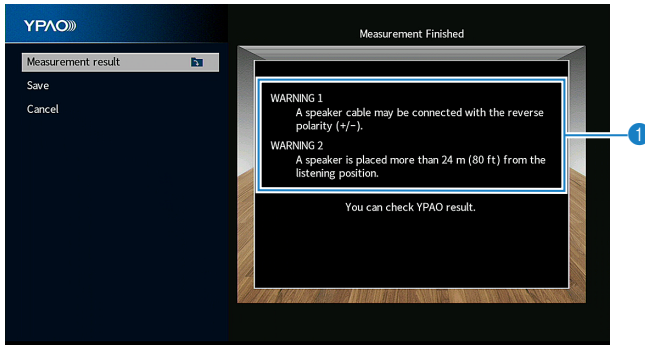 YPAO
Measurement Finished
Measurement result
Save
Cancel
WARNING 1
A speaker cable may be connected with the reverse
polarity (+/−).
WARNING 2
A speaker is placed more than 24 m (80 ft) from the
listening position.
You can check YPAO result.
1